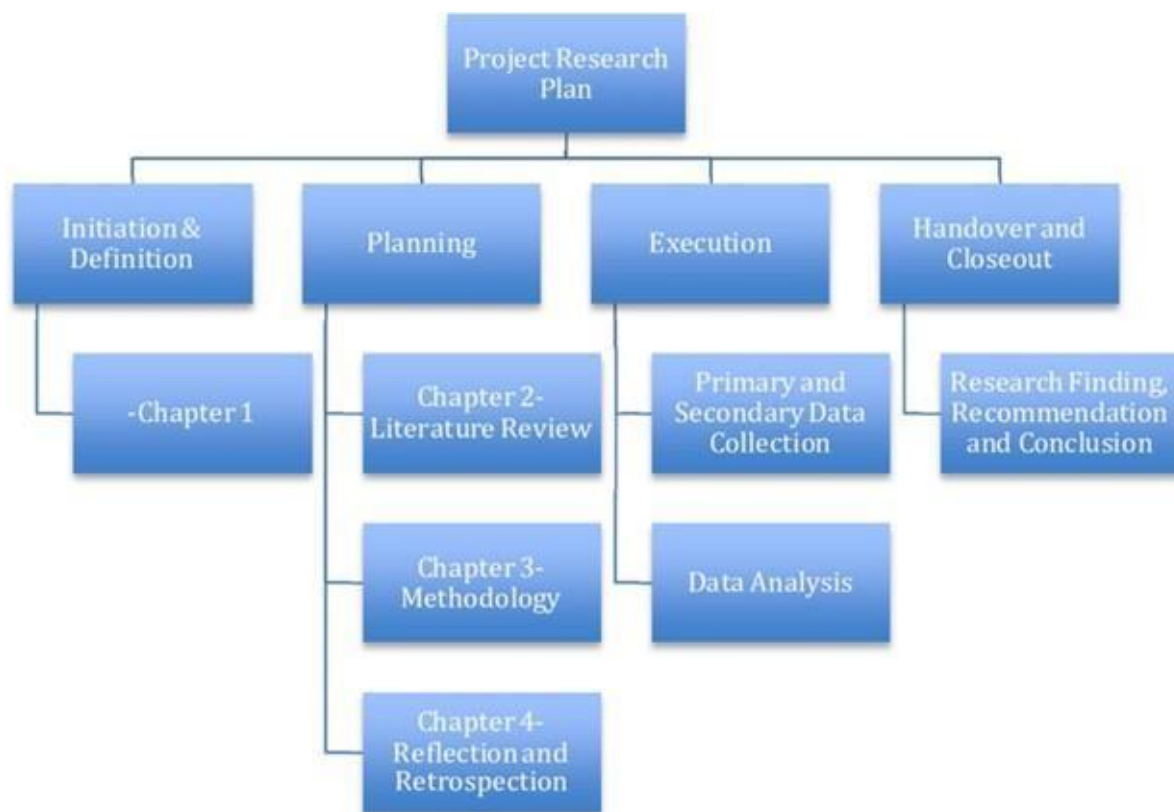 Project Research
Plan
Initiation &
Definition
Planning
Execution
Handover and
Closeout
-Chapter 1
Chapter 2-
Literature Review
Primary and
Secondary Data
Collection
Research Finding,
Recommendation
and Conclusion
Chapter 3-
Methodology
Data Analysis
Chapter 4-
Reflection and
Retrospection